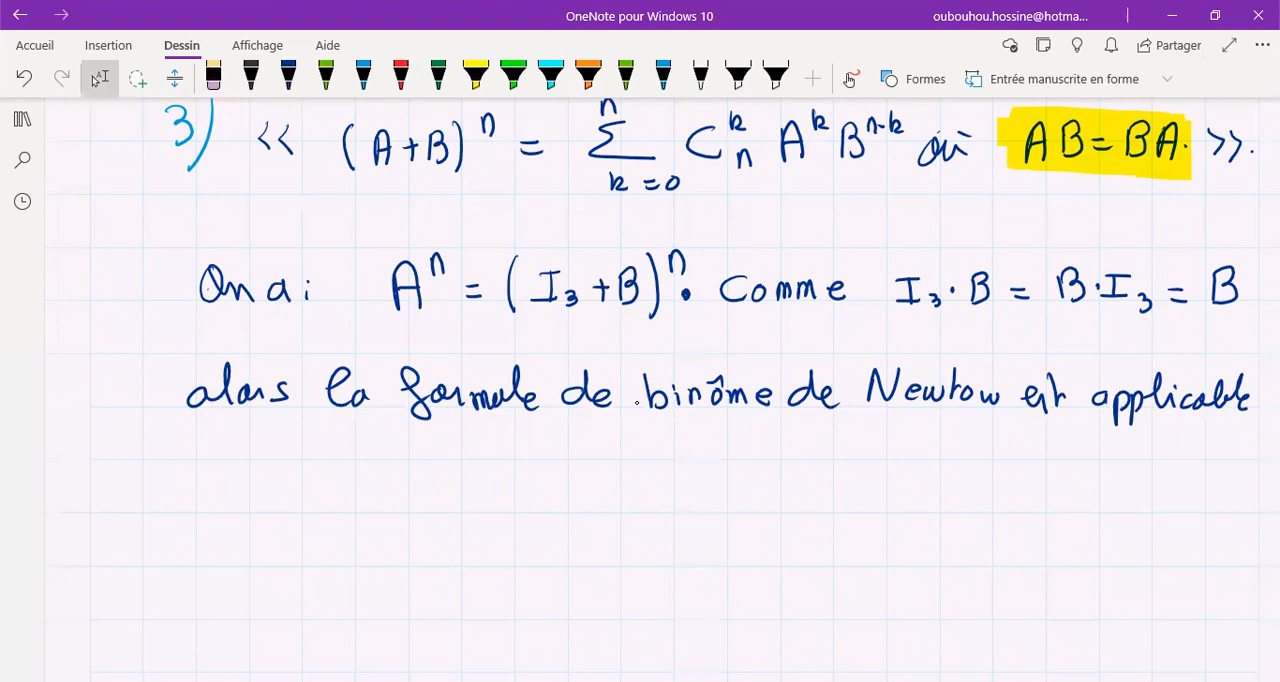 OneNote pour Windows 10
oubouhou.hossine@hotma...
Accueil Insertion Dessin Affichage Aide
Partager
Formes Entrée manuscrite en forme
3) << (A+B)^n = Σ_{k=0}^{n} C_n^k A^k B^{n-k} où AB=BA. >>.
On a : A^n = (I_3 + B)^n. Comme I_3 · B = B · I_3 = B
alors la formule de binôme de Newtow est applicable